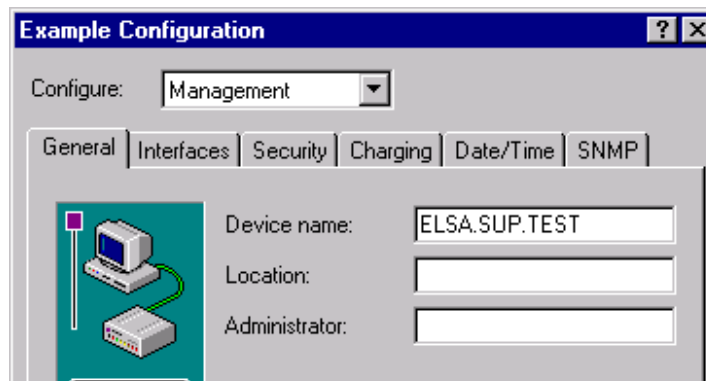 Example Configuration
Configure: Management
General Interfaces Security Charging Date/Time SNMP
Device name: ELSA.SUP.TEST
Location:
Administrator: